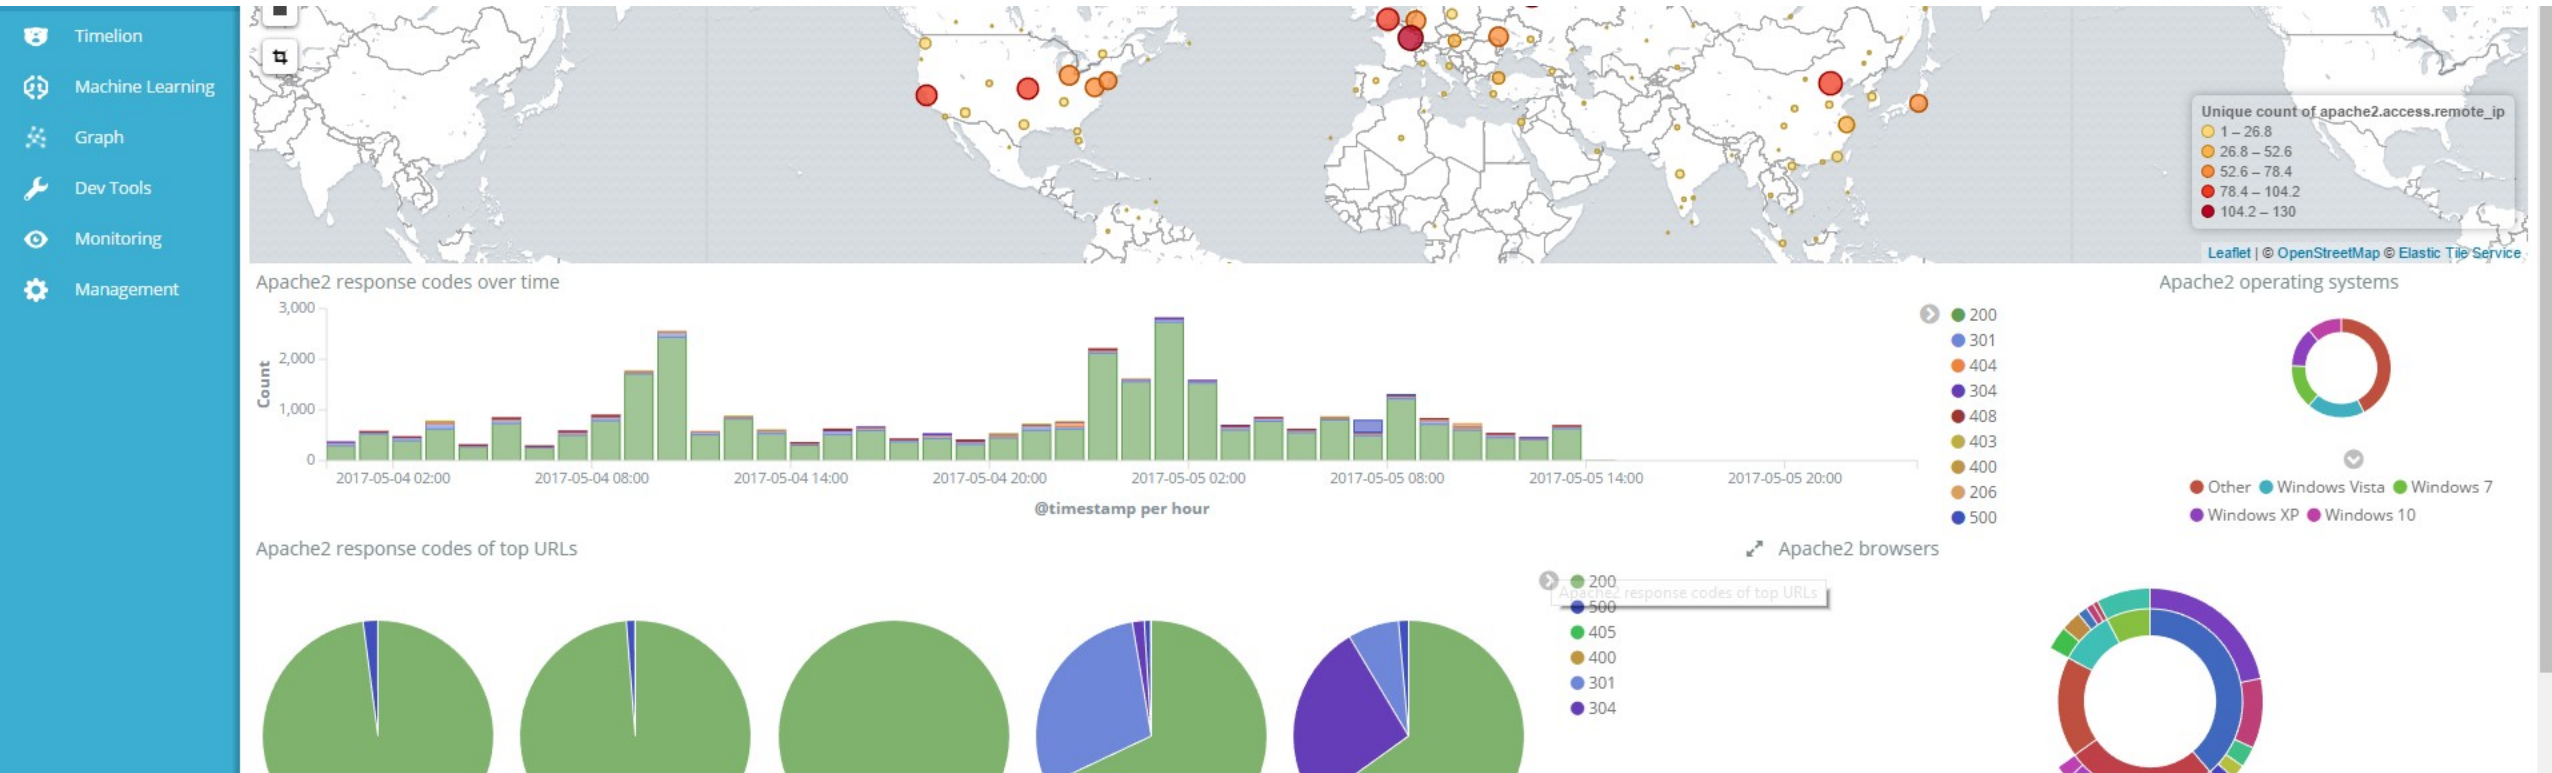 Timelion
Machine Learning
Graph
Dev Tools
Monitoring
Management
Unique count of apache2.access.remote_ip
1 – 26.8
26.8 – 52.6
52.6 – 78.4
78.4 – 104.2
104.2 – 130
Leaflet | © OpenStreetMap © Elastic Tile Service
Apache2 response codes over time
3,000
2,000
1,000
0
Count
2017-05-04 02:00 2017-05-04 08:00 2017-05-04 14:00 2017-05-04 20:00 2017-05-05 02:00 2017-05-05 08:00 2017-05-05 14:00 2017-05-05 20:00
@timestamp per hour
200
301
404
304
408
403
400
206
500
Apache2 operating systems
Other Windows Vista Windows 7
Windows XP Windows 10
Apache2 response codes of top URLs
200
Apache2 response codes of top URLs
500
405
400
301
304
Apache2 browsers